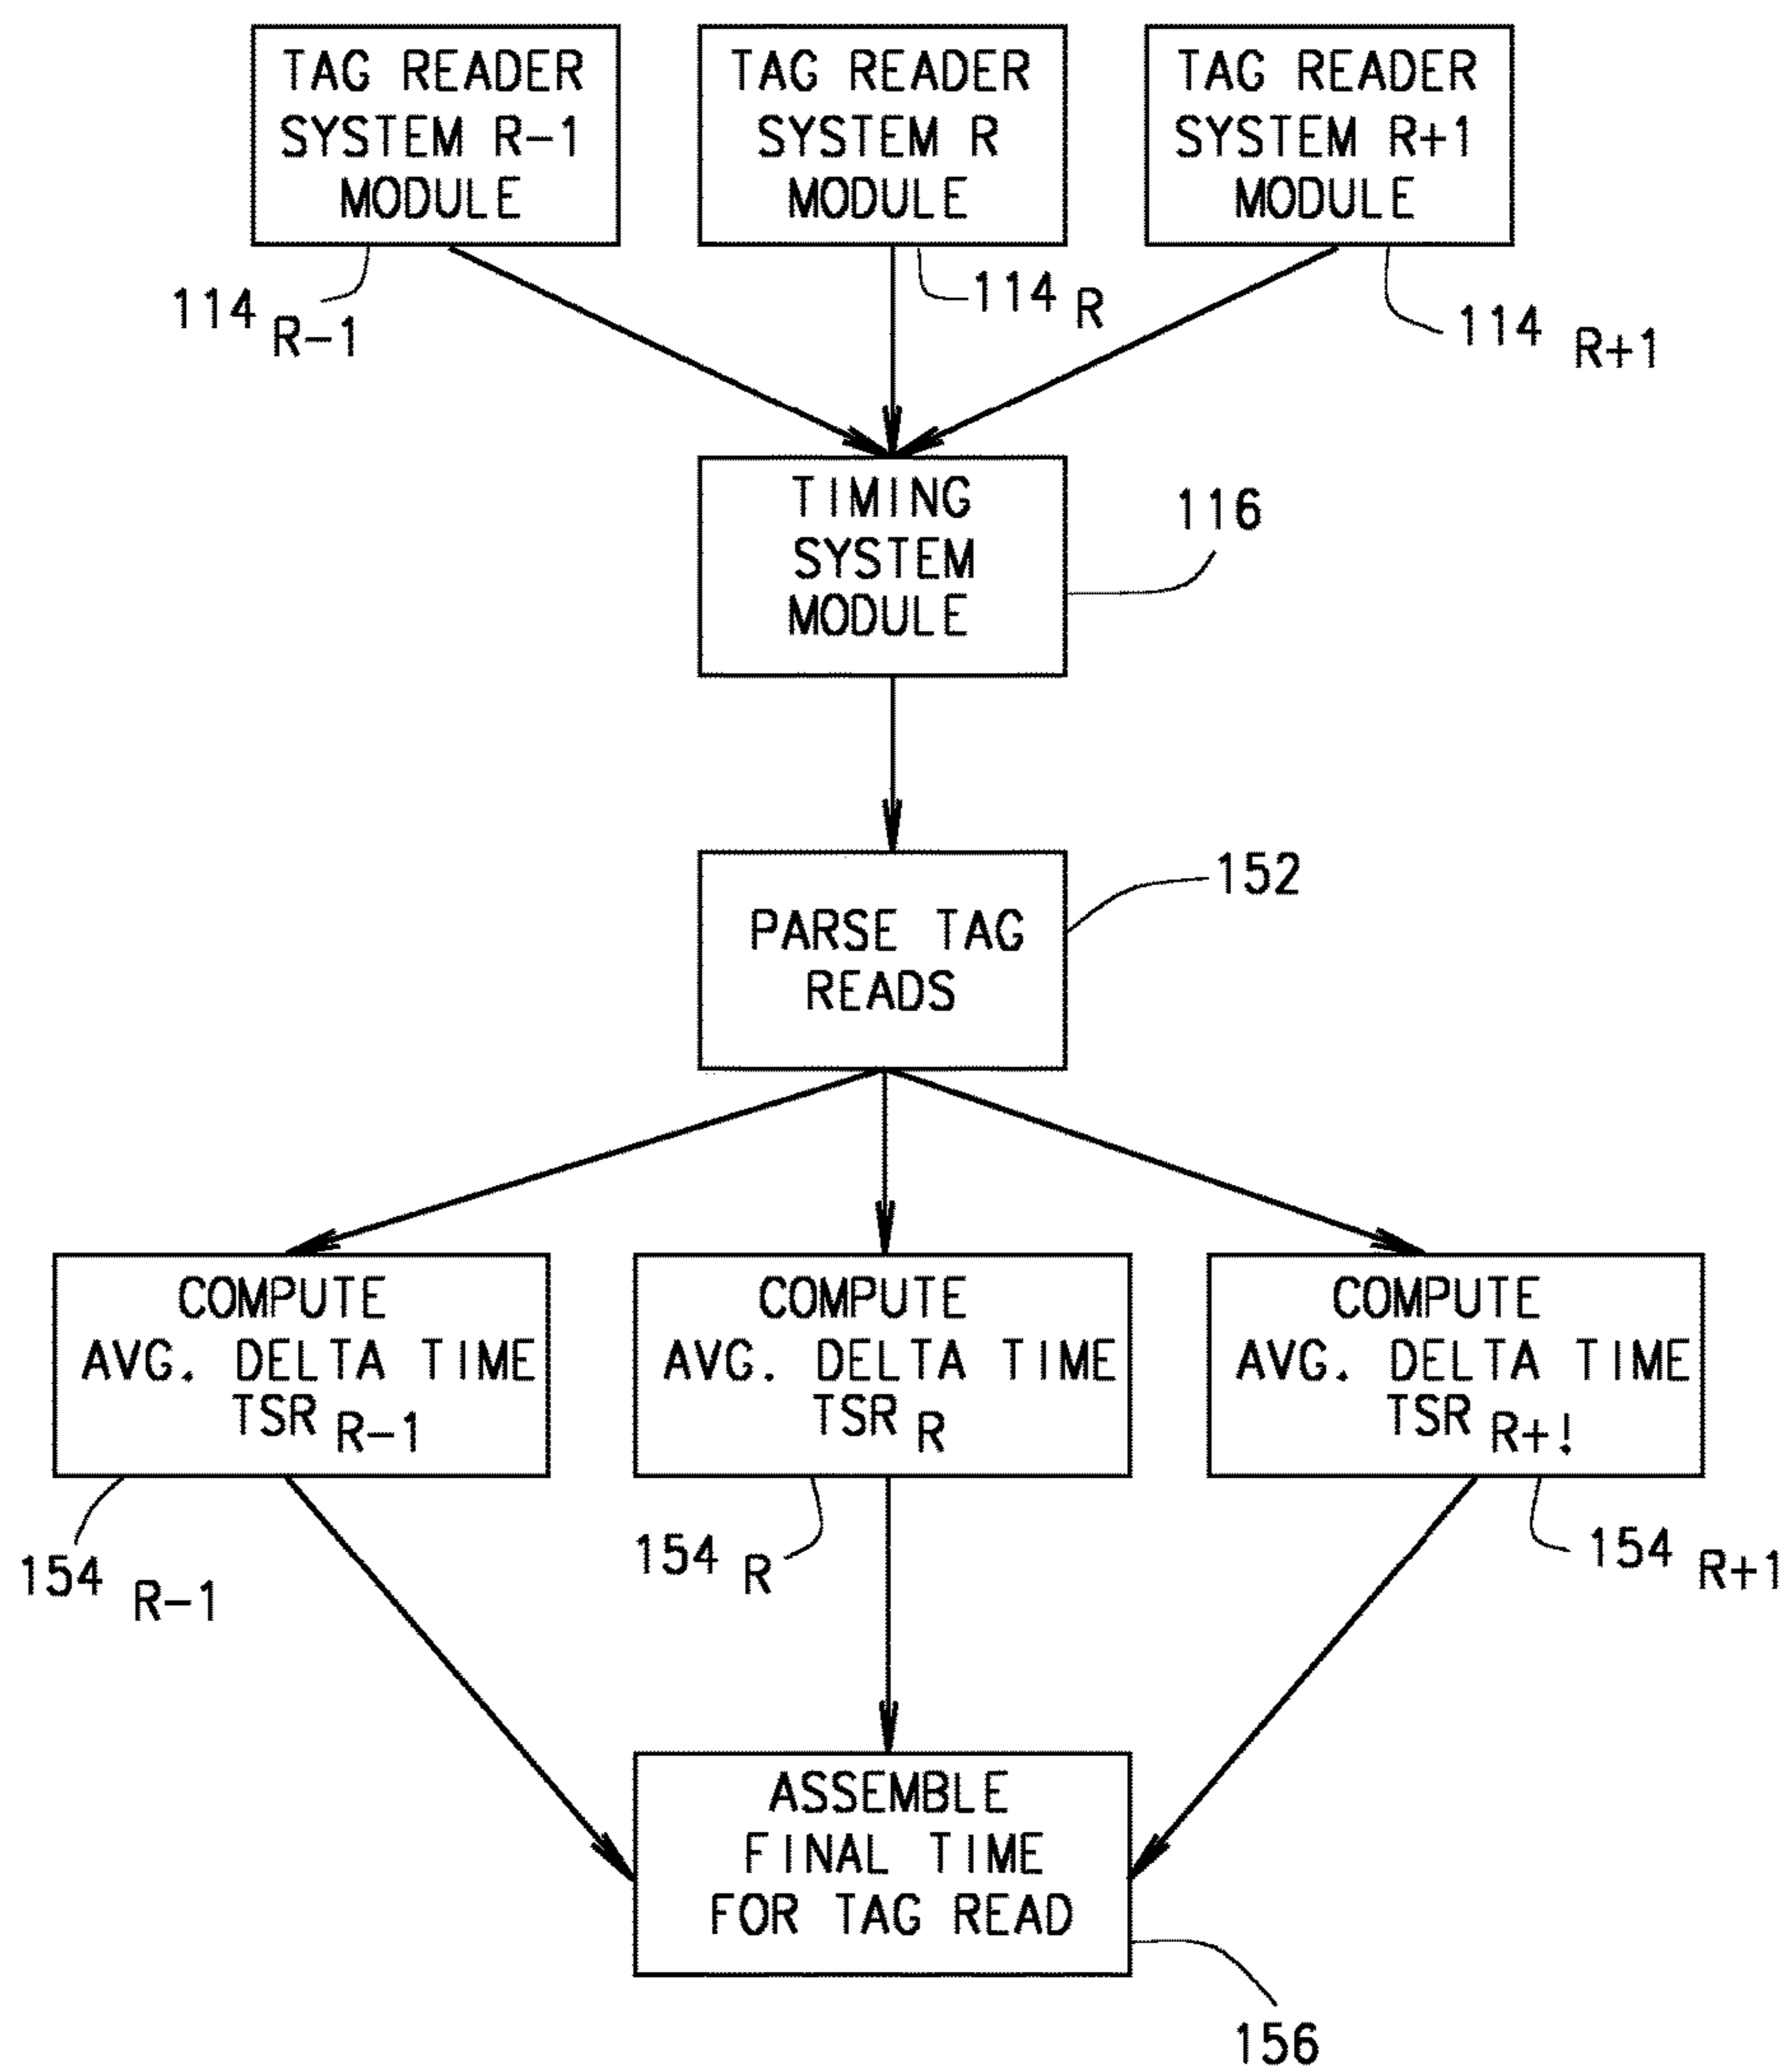 TAG READER
SYSTEM R-1
MODULE
TAG READER
SYSTEM R
MODULE
TAG READER
SYSTEM R+1
MODULE
114 R-1
114 R
114 R+1
TIMING
SYSTEM
MODULE
116
PARSE TAG
READS
152
COMPUTE
AVG. DELTA TIME
TSR R-1
COMPUTE
AVG. DELTA TIME
TSR R
COMPUTE
AVG. DELTA TIME
TSR R+!
154 R-1
154 R
154 R+1
ASSEMBLE
FINAL TIME
FOR TAG READ
156